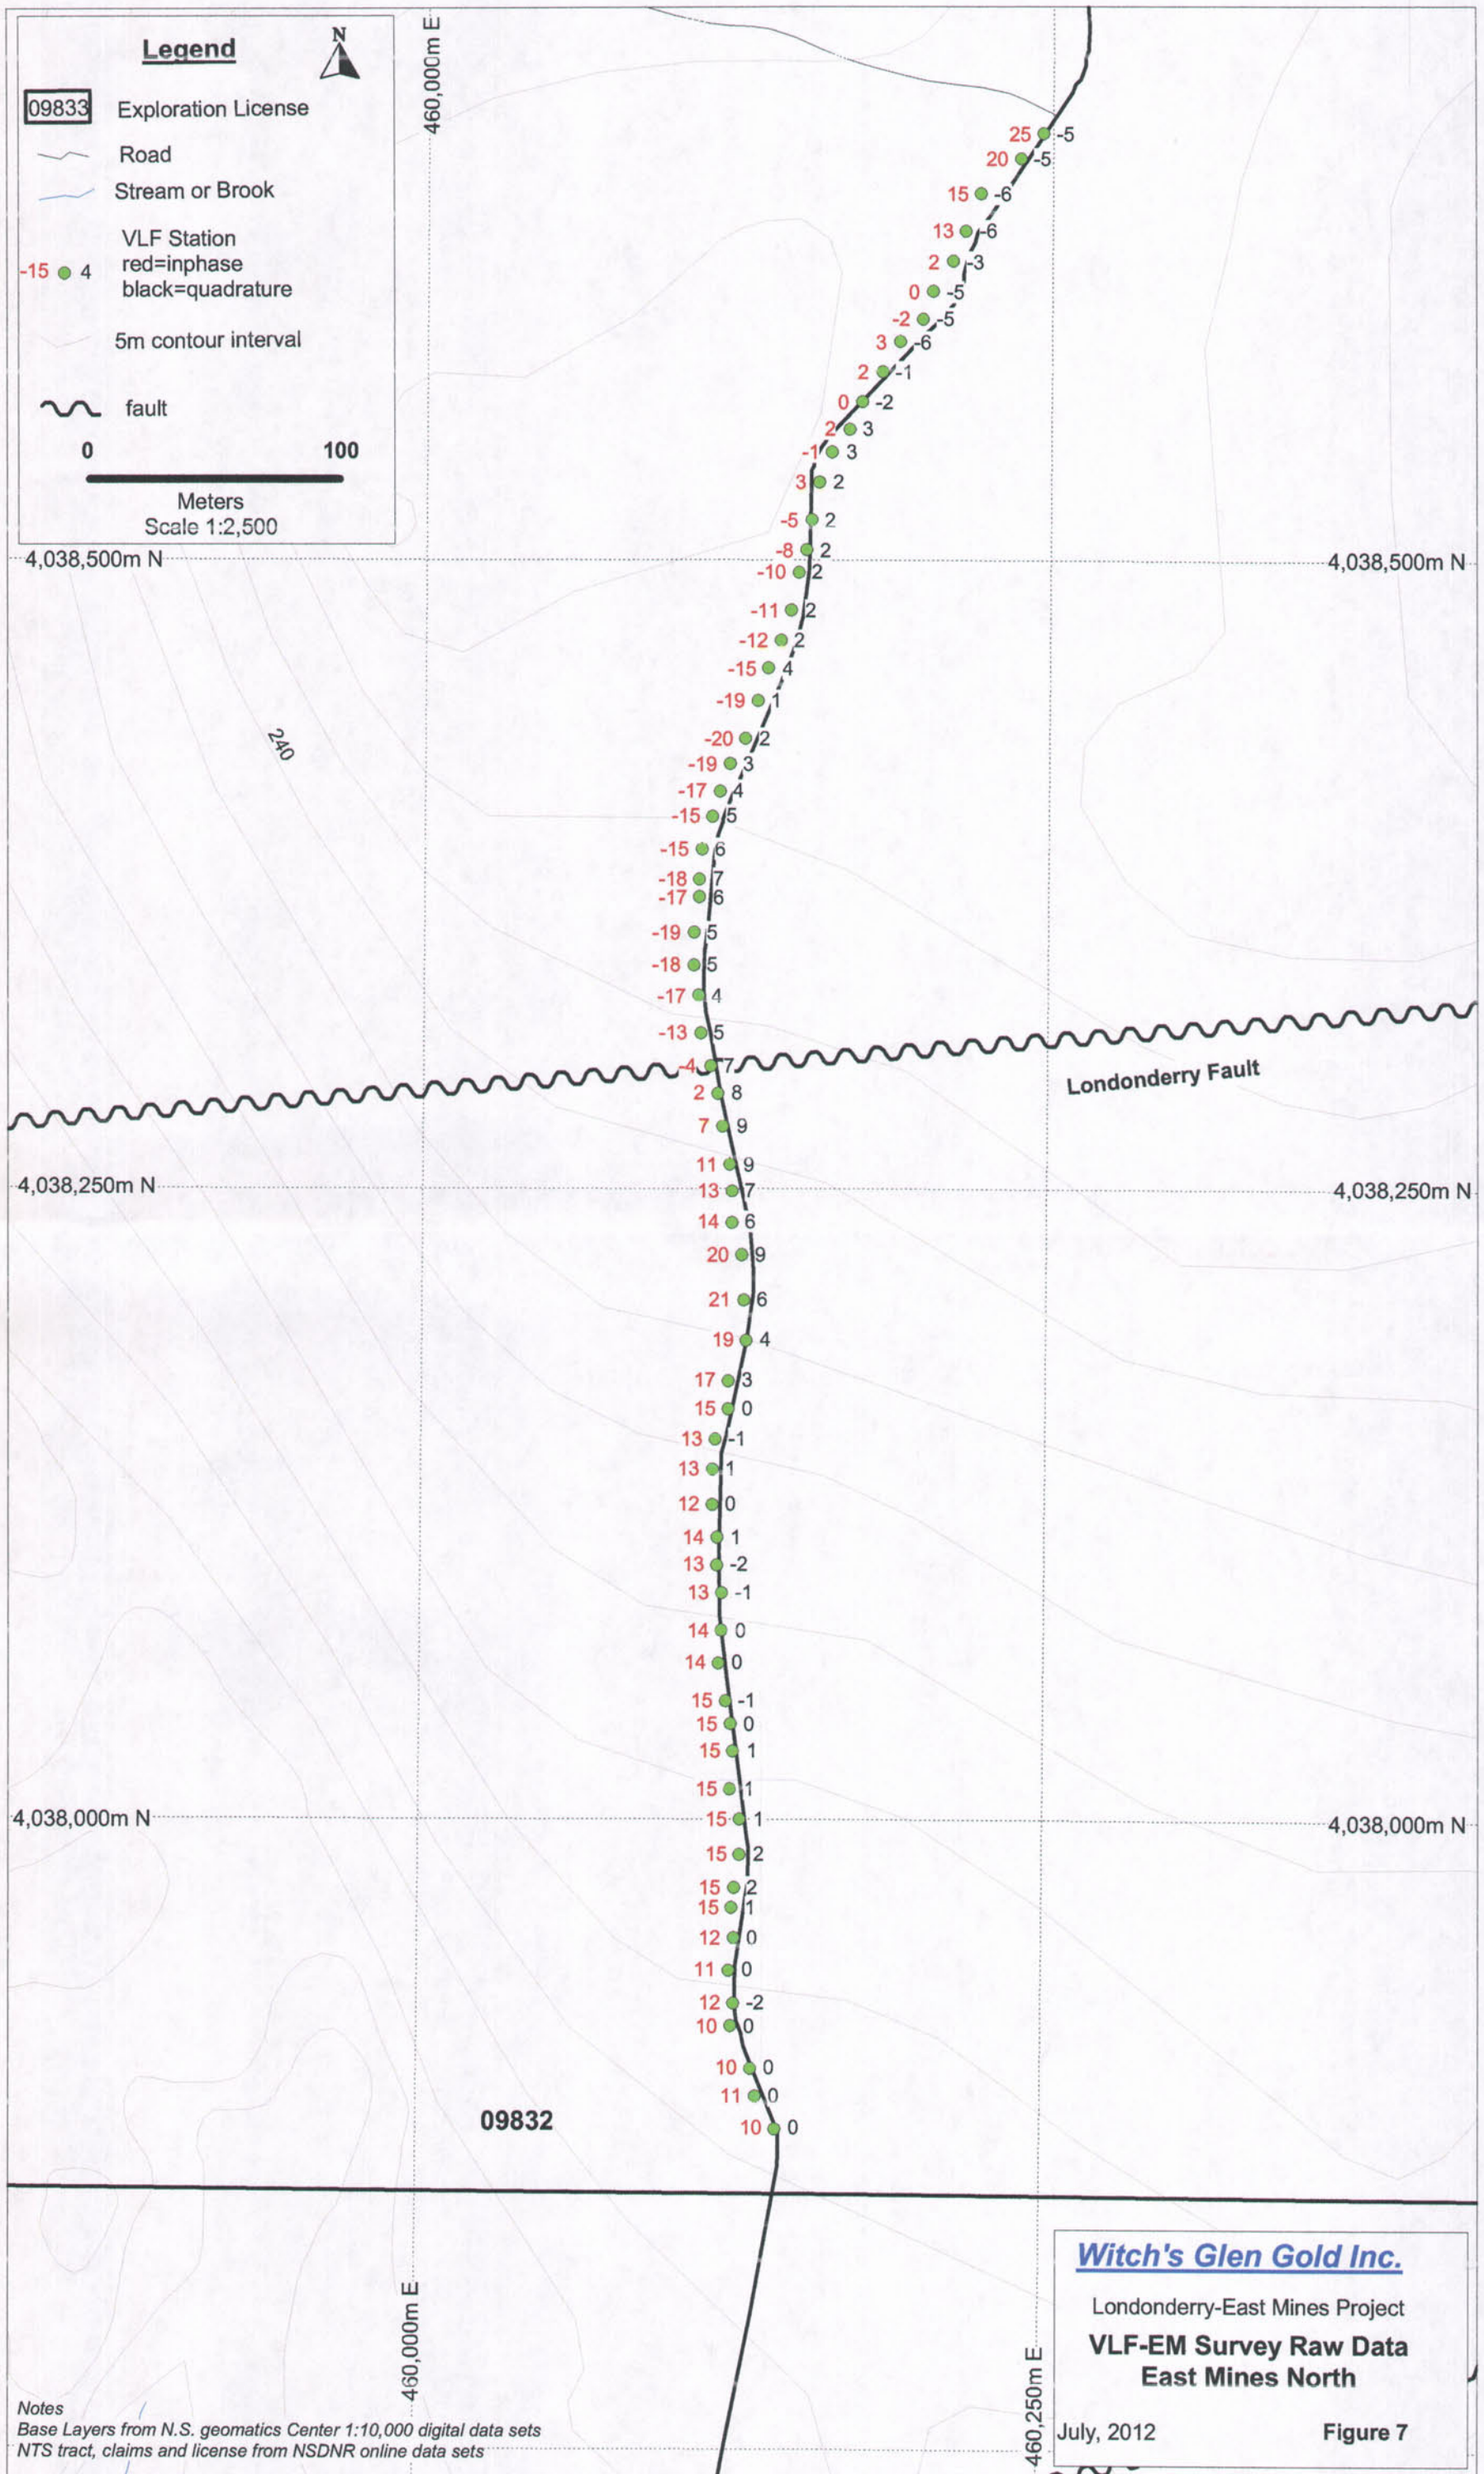 Legend
N
09833 Exploration License
Road
Stream or Brook
VLF Station
-15 4 red=inphase
black=quadrature
5m contour interval
fault
0 100
Meters
Scale 1:2,500
460,000m E
25 -5
20 -5
15 -6
13 -6
2 -3
0 -5
-2 -5
3 -6
2 -1
0 -2
2 3
-1 3
3 2
-5 2
-8 2
4,038,500m N 4,038,500m N
-10 2
-11 2
-12 2
-15 4
-19 1
240
-20 2
-19 3
-17 4
-15 5
-15 6
-18 7
-17 6
-19 5
-18 5
-17 4
-13 5
-4 7
Londonderry Fault
2 8
7 9
11 9
4,038,250m N 4,038,250m N
13 7
14 6
20 9
21 6
19 4
17 3
15 0
13 -1
13 1
12 0
14 1
13 -2
13 -1
14 0
14 0
15 -1
15 0
15 1
15 1
4,038,000m N 4,038,000m N
15 1
15 2
15 2
15 1
12 0
11 0
12 -2
10 0
10 0
11 0
10 0
09832
460,000m E
460,250m E
Witch's Glen Gold Inc.
Londonderry-East Mines Project
VLF-EM Survey Raw Data
East Mines North
July, 2012 Figure 7
Notes
Base Layers from N.S. geomatics Center 1:10,000 digital data sets
NTS tract, claims and license from NSDNR online data sets